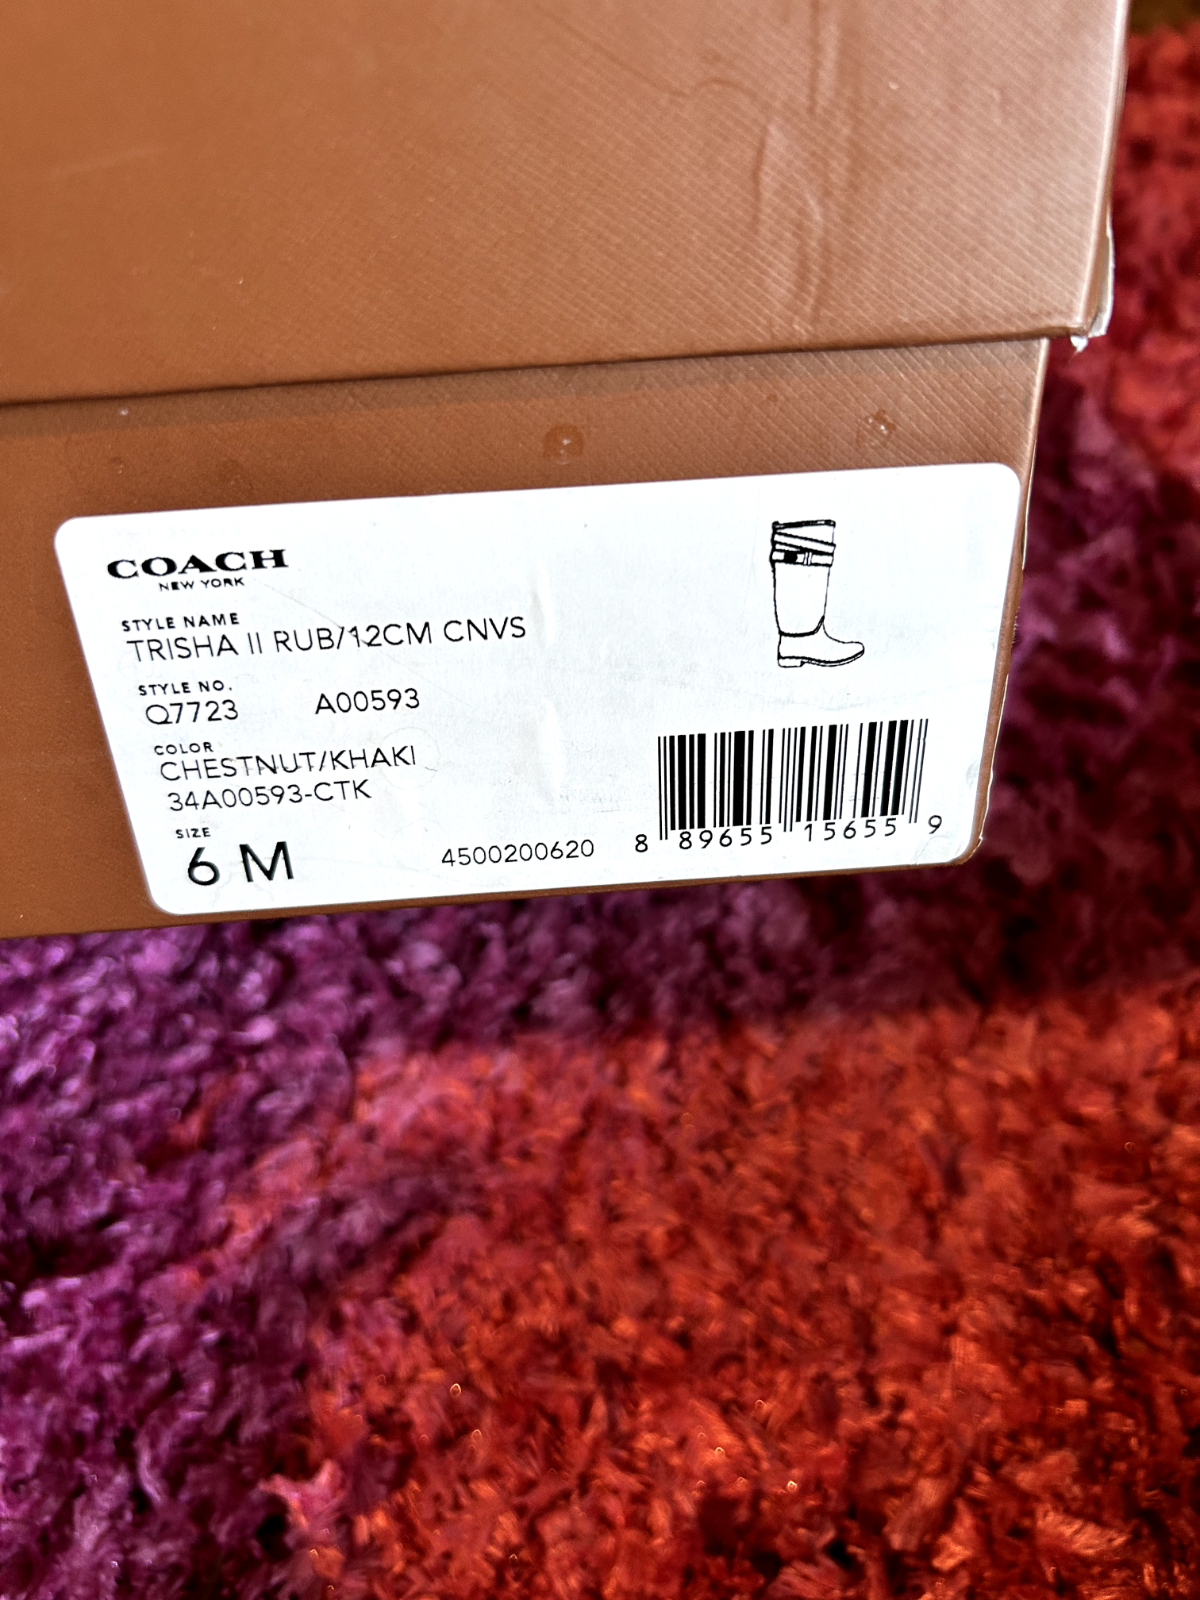 COACH
NEW YORK
STYLE NAME
TRISHA II RUB/12CM CNVS
STYLE NO.
Q7723 A00593
COLOR
CHESTNUT/KHAKI
34A00593-CTK
SIZE
6 M
4500200620
8 89655 15655 9